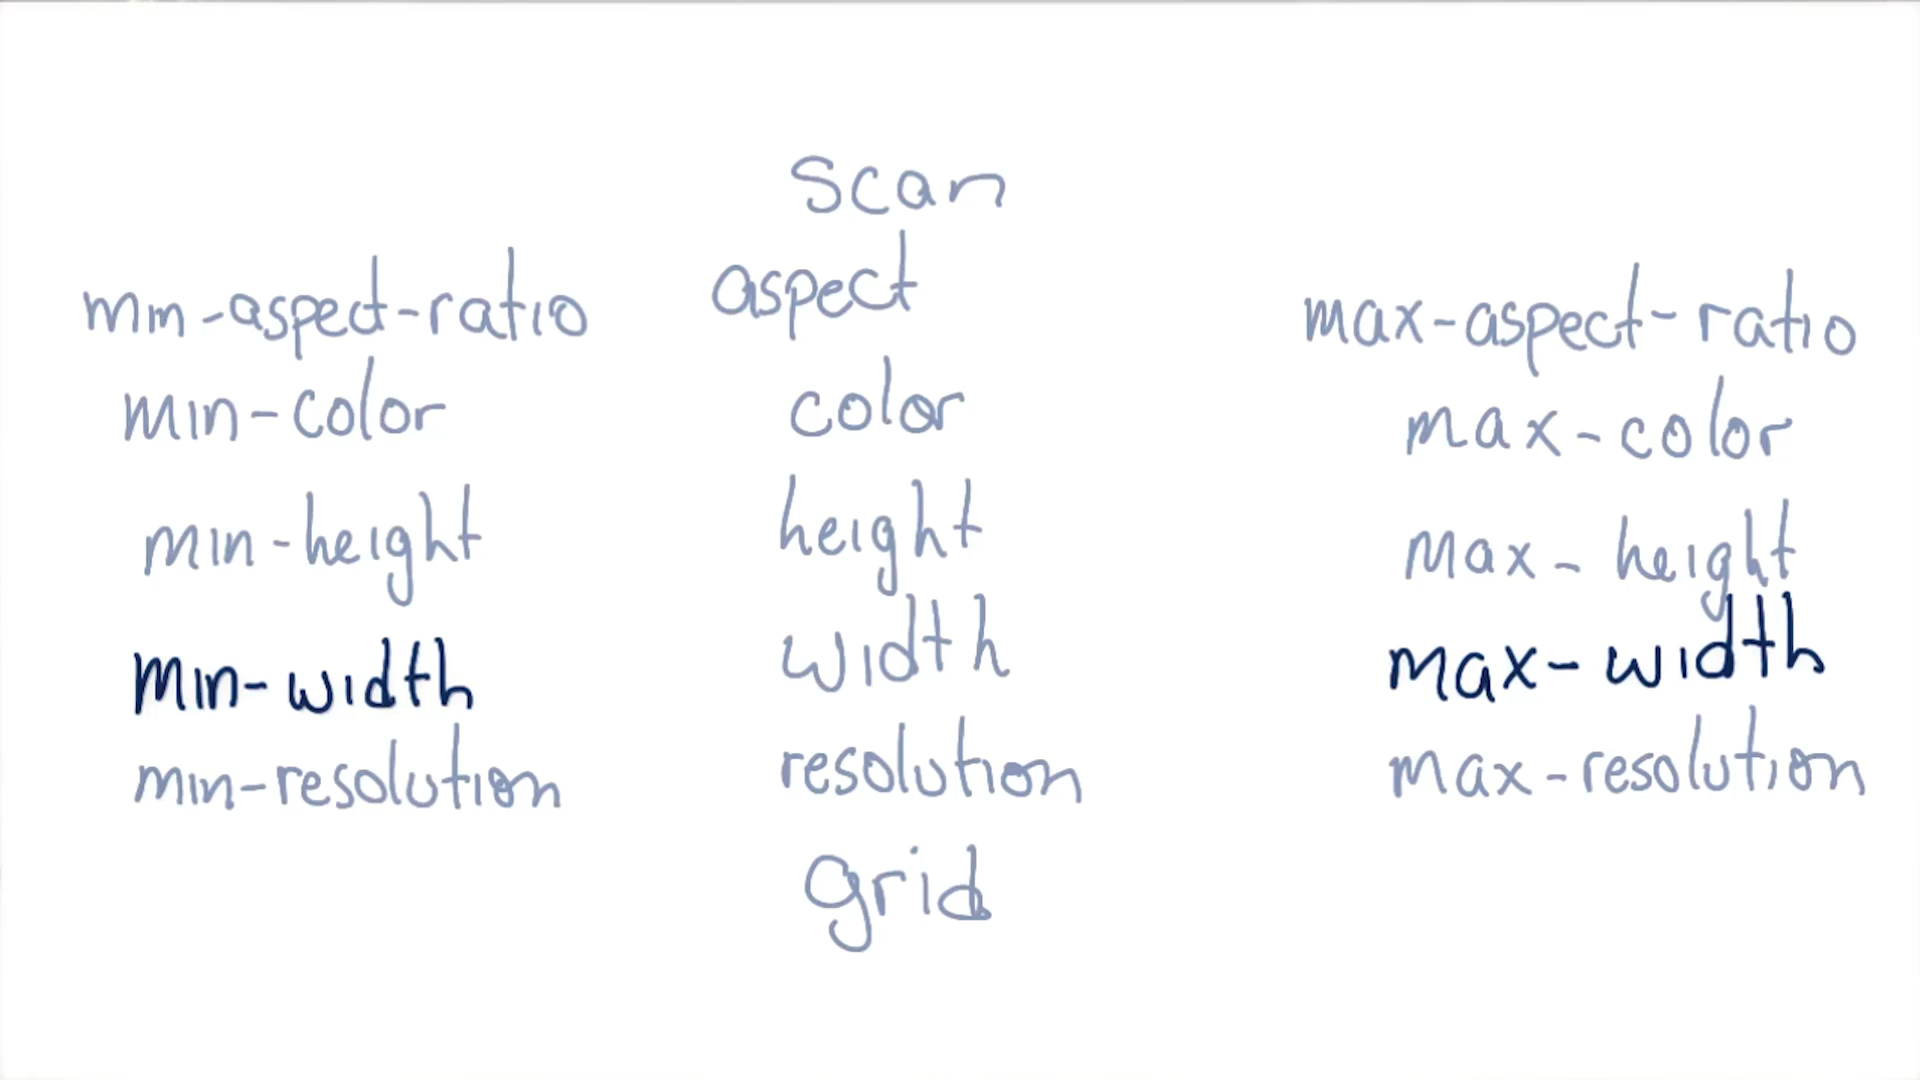 scan
min-aspect-ratio
aspect
max-aspect-ratio
min-color
color
max-color
min-height
height
max-height
min-width
width
max-width
min-resolution
resolution
max-resolution
grid